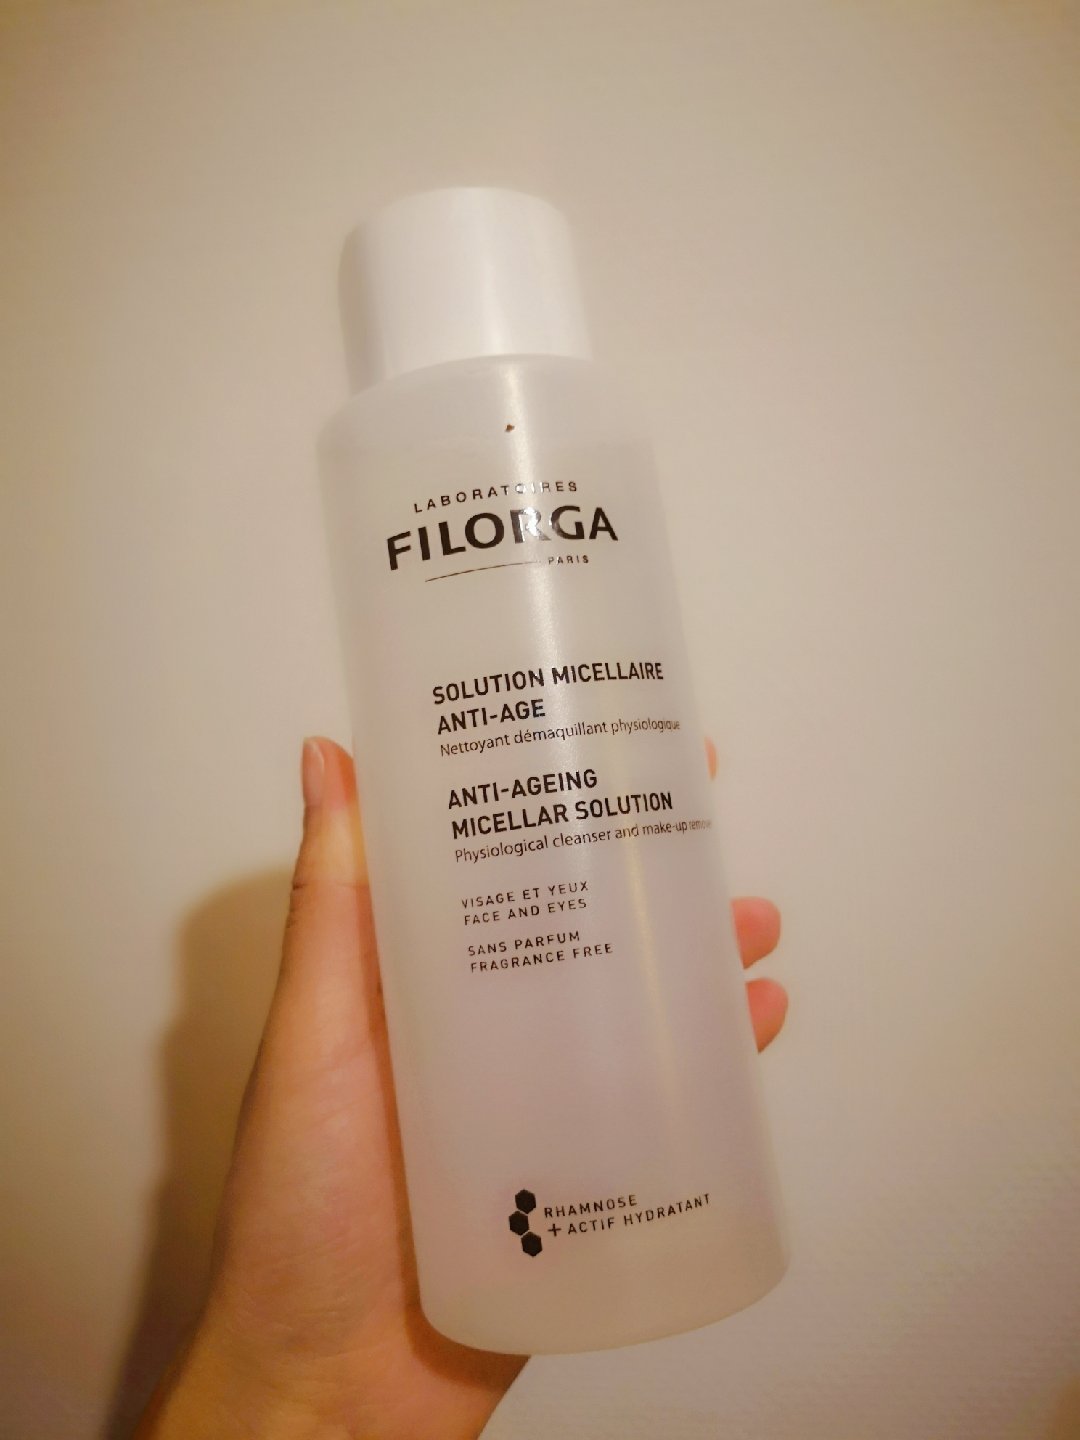 LABORATOIRES
FILORGA
PARIS
SOLUTION MICELLAIRE
ANTI-AGE
Nettoyant démaquillant physiologique
ANTI-AGEING
MICELLAR SOLUTION
Physiological cleanser and make-up remover
VISAGE ET YEUX
FACE AND EYES
SANS PARFUM
FRAGRANCE FREE
RHAMNOSE
+ ACTIF HYDRATANT